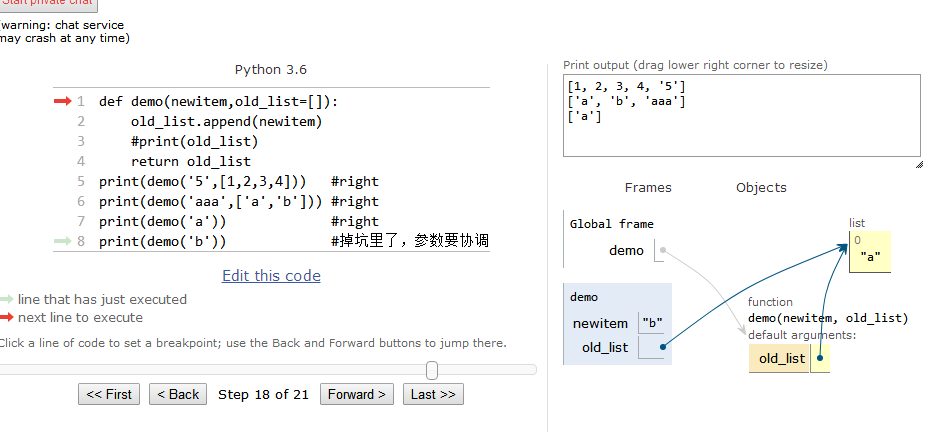 Start private chat
(warning: chat service
may crash at any time)
Python 3.6
1 def demo(newitem,old_list=[]):
2 old_list.append(newitem)
3 #print(old_list)
4 return old_list
5 print(demo('5',[1,2,3,4])) #right
6 print(demo('aaa',['a','b'])) #right
7 print(demo('a')) #right
8 print(demo('b')) #掉坑里了，参数要协调
Edit this code
line that has just executed
next line to execute
Click a line of code to set a breakpoint; use the Back and Forward buttons to jump there.
<< First < Back Step 18 of 21 Forward > Last >>
Print output (drag lower right corner to resize)
[1, 2, 3, 4, '5']
['a', 'b', 'aaa']
['a']
Frames Objects
Global frame
demo
demo
newitem "b"
old_list
list
0
"a"
function
demo(newitem, old_list)
default arguments:
old_list